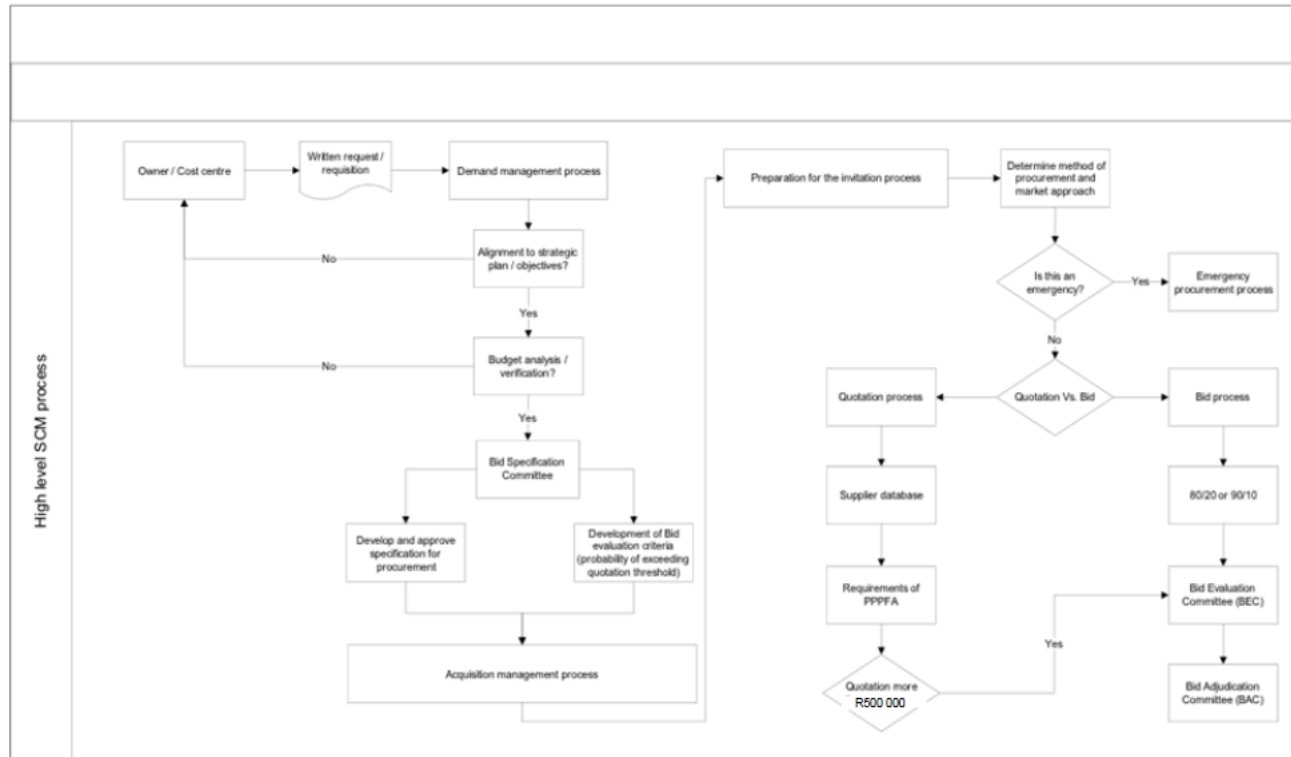 High level SCM process
Owner / Cost centre
Written request /
requisition
Demand management process
No
Alignment to strategic
plan / objectives?
Yes
No
Budget analysis /
verification?
Yes
Bid Specification
Committee
Develop and approve
specification for
procurement
Development of Bid
evaluation criteria
(probability of exceeding
quotation threshold)
Acquisition management process
Preparation for the invitation process
Determine method of
procurement and
market approach
Is this an
emergency?
Yes
Emergency
procurement process
No
Quotation process
Quotation Vs. Bid
Bid process
Supplier database
80/20 or 90/10
Requirements of
PPPFA
Bid Evaluation
Committee (BEC)
Yes
Quotation more
R500 000
Bid Adjudication
Committee (BAC)